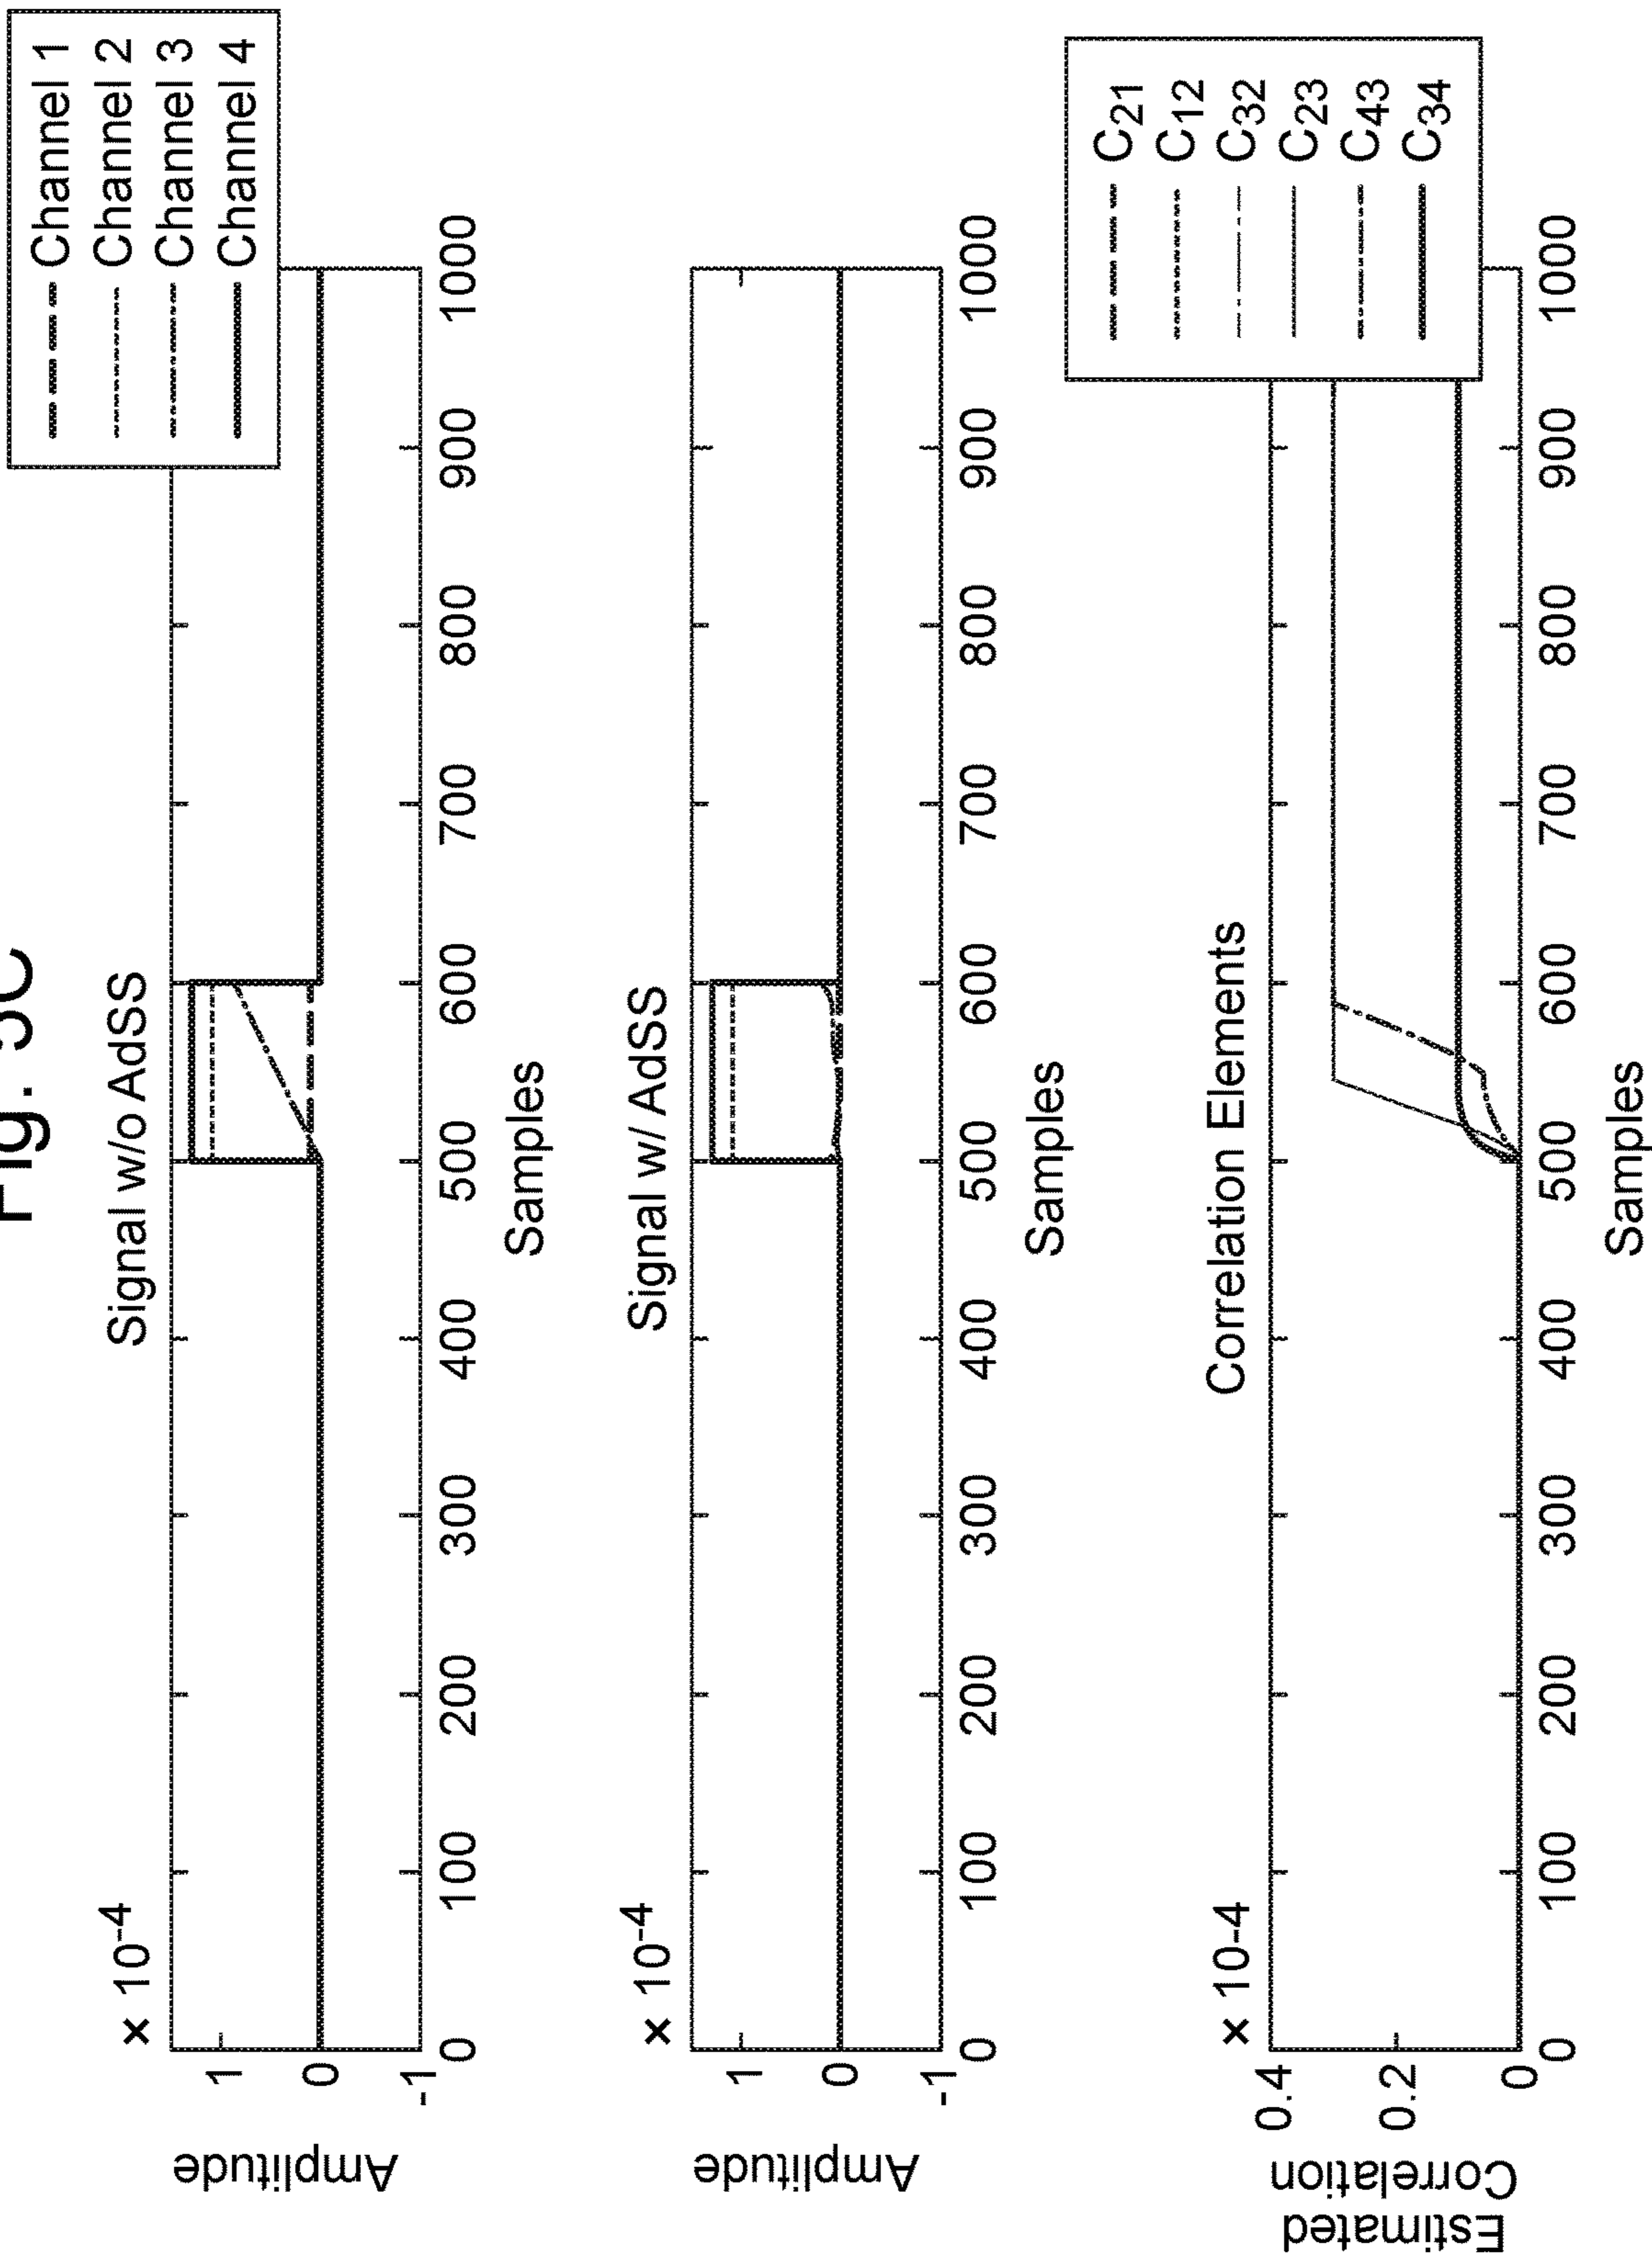 Fig. 5C
Signal w/o AdSS
× 10-4
Amplitude
1
0
-1
0 100 200 300 400 500 600 700 800 900 1000
Samples
Channel 1
Channel 2
Channel 3
Channel 4
Signal w/ AdSS
× 10-4
Amplitude
1
0
-1
0 100 200 300 400 500 600 700 800 900 1000
Samples
Correlation Elements
× 10-4
Estimated
Correlation
0.4
0.2
0
0 100 200 300 400 500 600 700 800 900 1000
Samples
C21
C12
C32
C23
C43
C34